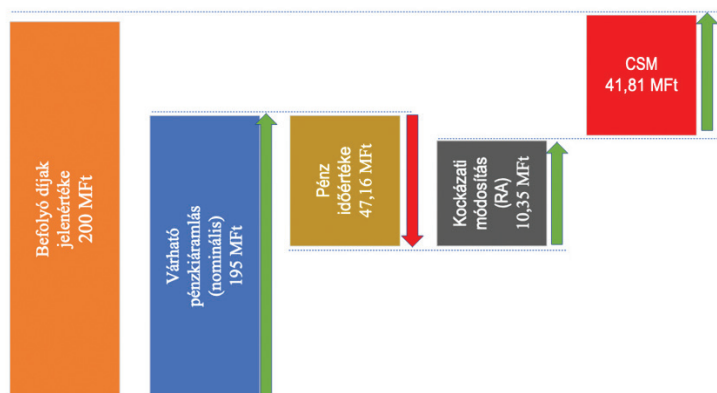 Befolyó díjak
jelenértéke
200 MFt
Várható
pénzkiáramlás
(nominális)
195 MFt
Pénz
időértéke
47,16 MFt
Kockázati
módosítás
(RA)
10,35 MFt
CSM
41,81 MFt